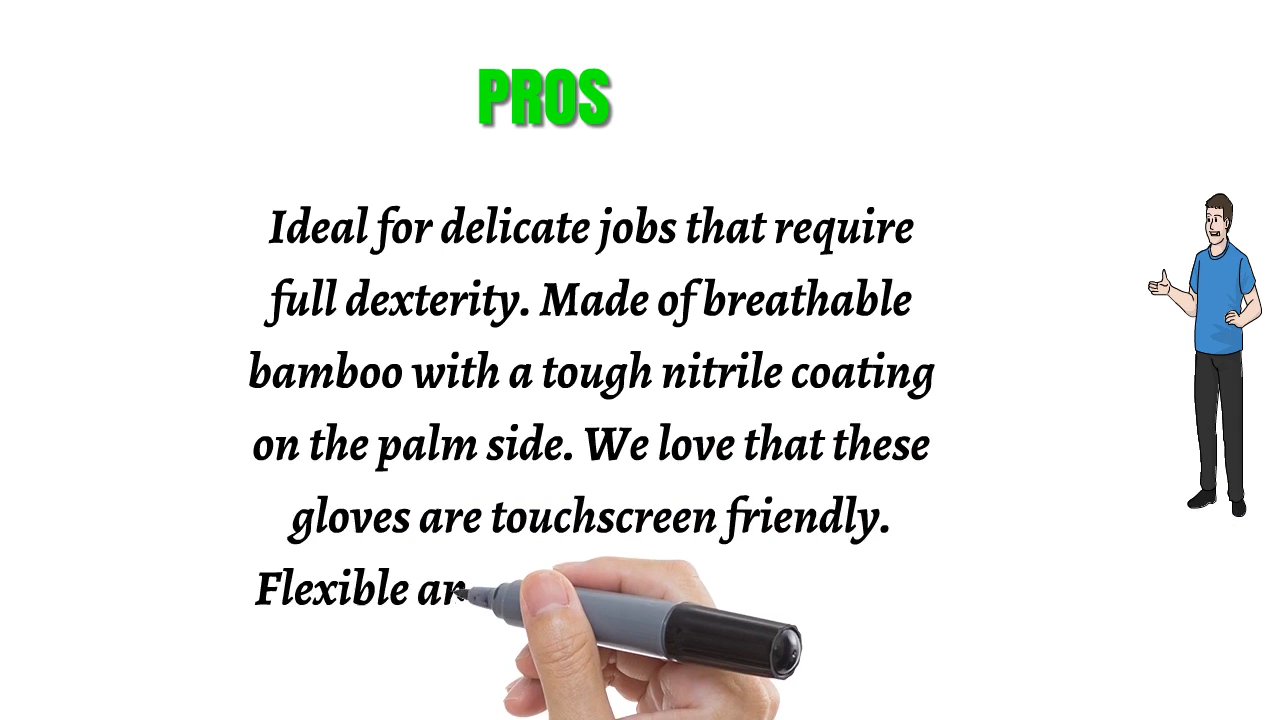 PROS
Ideal for delicate jobs that require
full dexterity. Made of breathable
bamboo with a tough nitrile coating
on the palm side. We love that these
gloves are touchscreen friendly.
Flexible